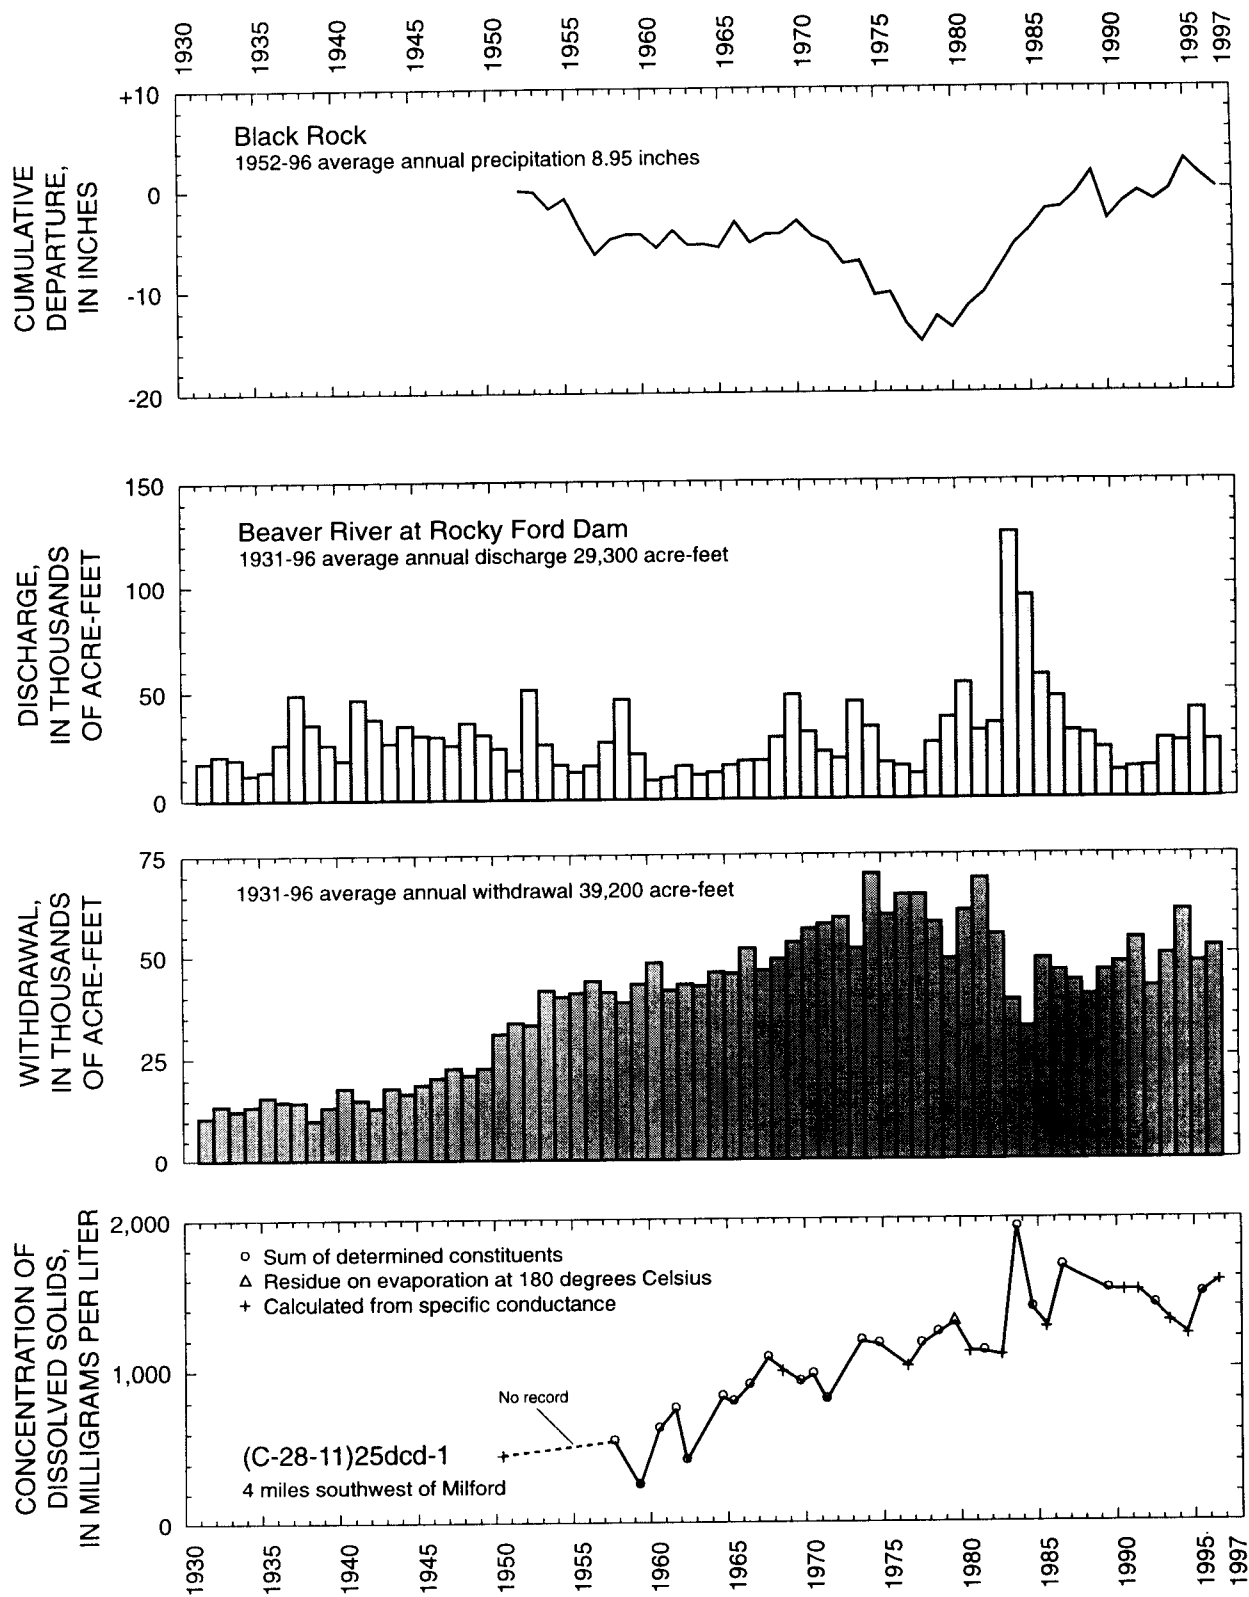 1930 1935 1940 1945 1950 1955 1960 1965 1970 1975 1980 1985 1990 1995 1997
CUMULATIVE
DEPARTURE,
IN INCHES
+10
0
-10
-20
Black Rock
1952-96 average annual precipitation 8.95 inches
DISCHARGE,
IN THOUSANDS
OF ACRE-FEET
150
100
50
0
Beaver River at Rocky Ford Dam
1931-96 average annual discharge 29,300 acre-feet
WITHDRAWAL,
IN THOUSANDS
OF ACRE-FEET
75
50
25
0
1931-96 average annual withdrawal 39,200 acre-feet
CONCENTRATION OF
DISSOLVED SOLIDS,
IN MILLIGRAMS PER LITER
2,000
1,000
0
Sum of determined constituents
Residue on evaporation at 180 degrees Celsius
+ Calculated from specific conductance
No record
(C-28-11)25dcd-1
4 miles southwest of Milford
1930 1935 1940 1945 1950 1955 1960 1965 1970 1975 1980 1985 1990 1995 1997